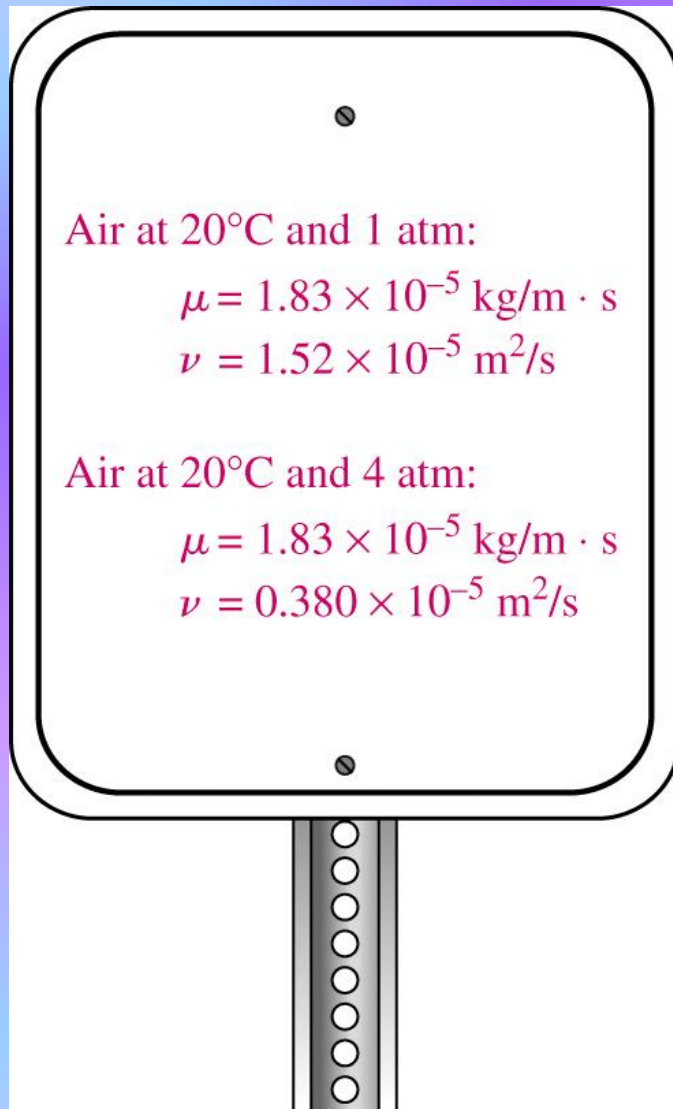 Air at 20°C and 1 atm:
μ = 1.83 × 10⁻⁵ kg/m · s
ν = 1.52 × 10⁻⁵ m²/s
Air at 20°C and 4 atm:
μ = 1.83 × 10⁻⁵ kg/m · s
ν = 0.380 × 10⁻⁵ m²/s